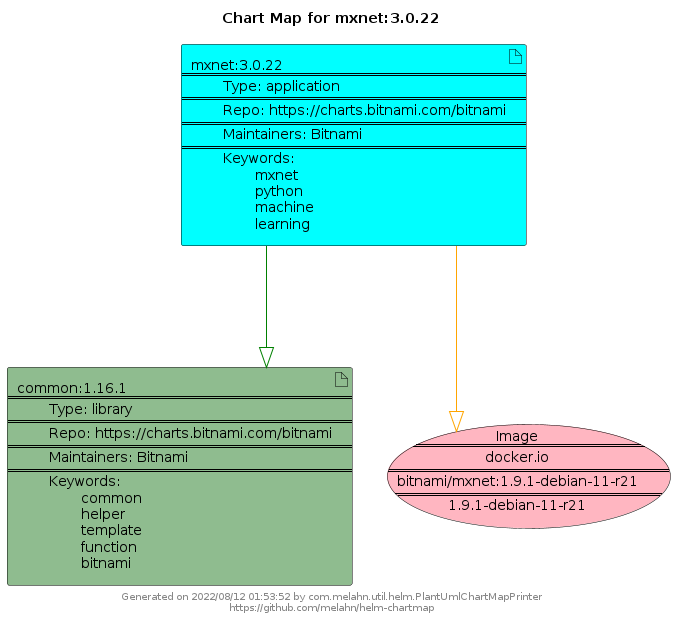 Chart Map for mxnet:3.0.22
mxnet:3.0.22
Type: application
Repo: https://charts.bitnami.com/bitnami
Maintainers: Bitnami
Keywords:
mxnet
python
machine
learning
common:1.16.1
Type: library
Repo: https://charts.bitnami.com/bitnami
Maintainers: Bitnami
Keywords:
common
helper
template
function
bitnami
Image
docker.io
bitnami/mxnet:1.9.1-debian-11-r21
1.9.1-debian-11-r21
Generated on 2022/08/12 01:53:52 by com.melahn.util.helm.PlantUmlChartMapPrinter
https://github.com/melahn/helm-chartmap